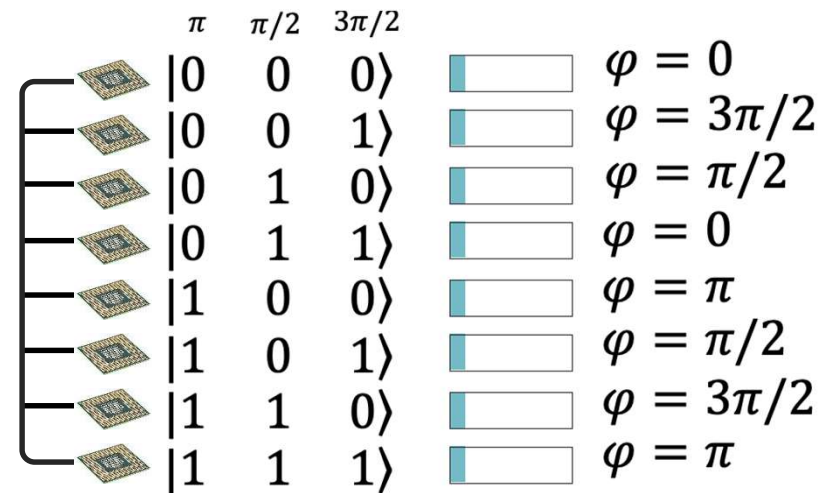 π π/2 3π/2
|0 0 0⟩ φ = 0
|0 0 1⟩ φ = 3π/2
|0 1 0⟩ φ = π/2
|0 1 1⟩ φ = 0
|1 0 0⟩ φ = π
|1 0 1⟩ φ = π/2
|1 1 0⟩ φ = 3π/2
|1 1 1⟩ φ = π